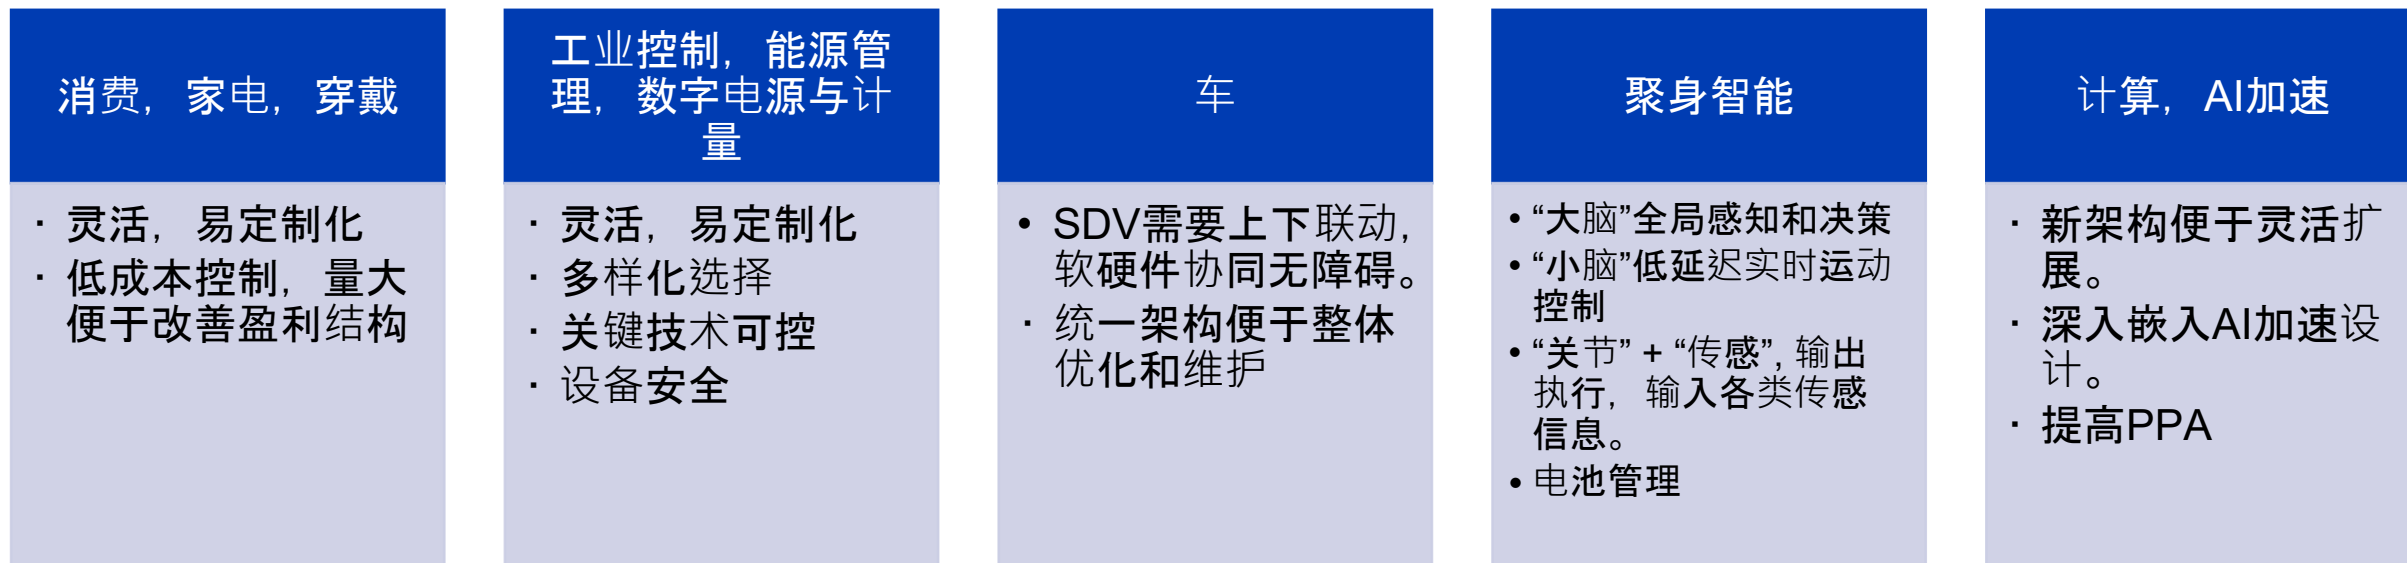 消费，家电，穿戴
· 灵活，易定制化
· 低成本控制，量大
便于改善盈利结构
工业控制，能源管
理，数字电源与计
量
· 灵活，易定制化
· 多样化选择
· 关键技术可控
· 设备安全
车
• SDV需要上下联动，
软硬件协同无障碍。
· 统一架构便于整体
优化和维护
聚身智能
• “大脑”全局感知和决策
• “小脑”低延迟实时运动
控制
• “关节” + “传感”, 输出
执行，输入各类传感
信息。
• 电池管理
计算，AI加速
· 新架构便于灵活扩
展。
· 深入嵌入AI加速设
计。
· 提高PPA